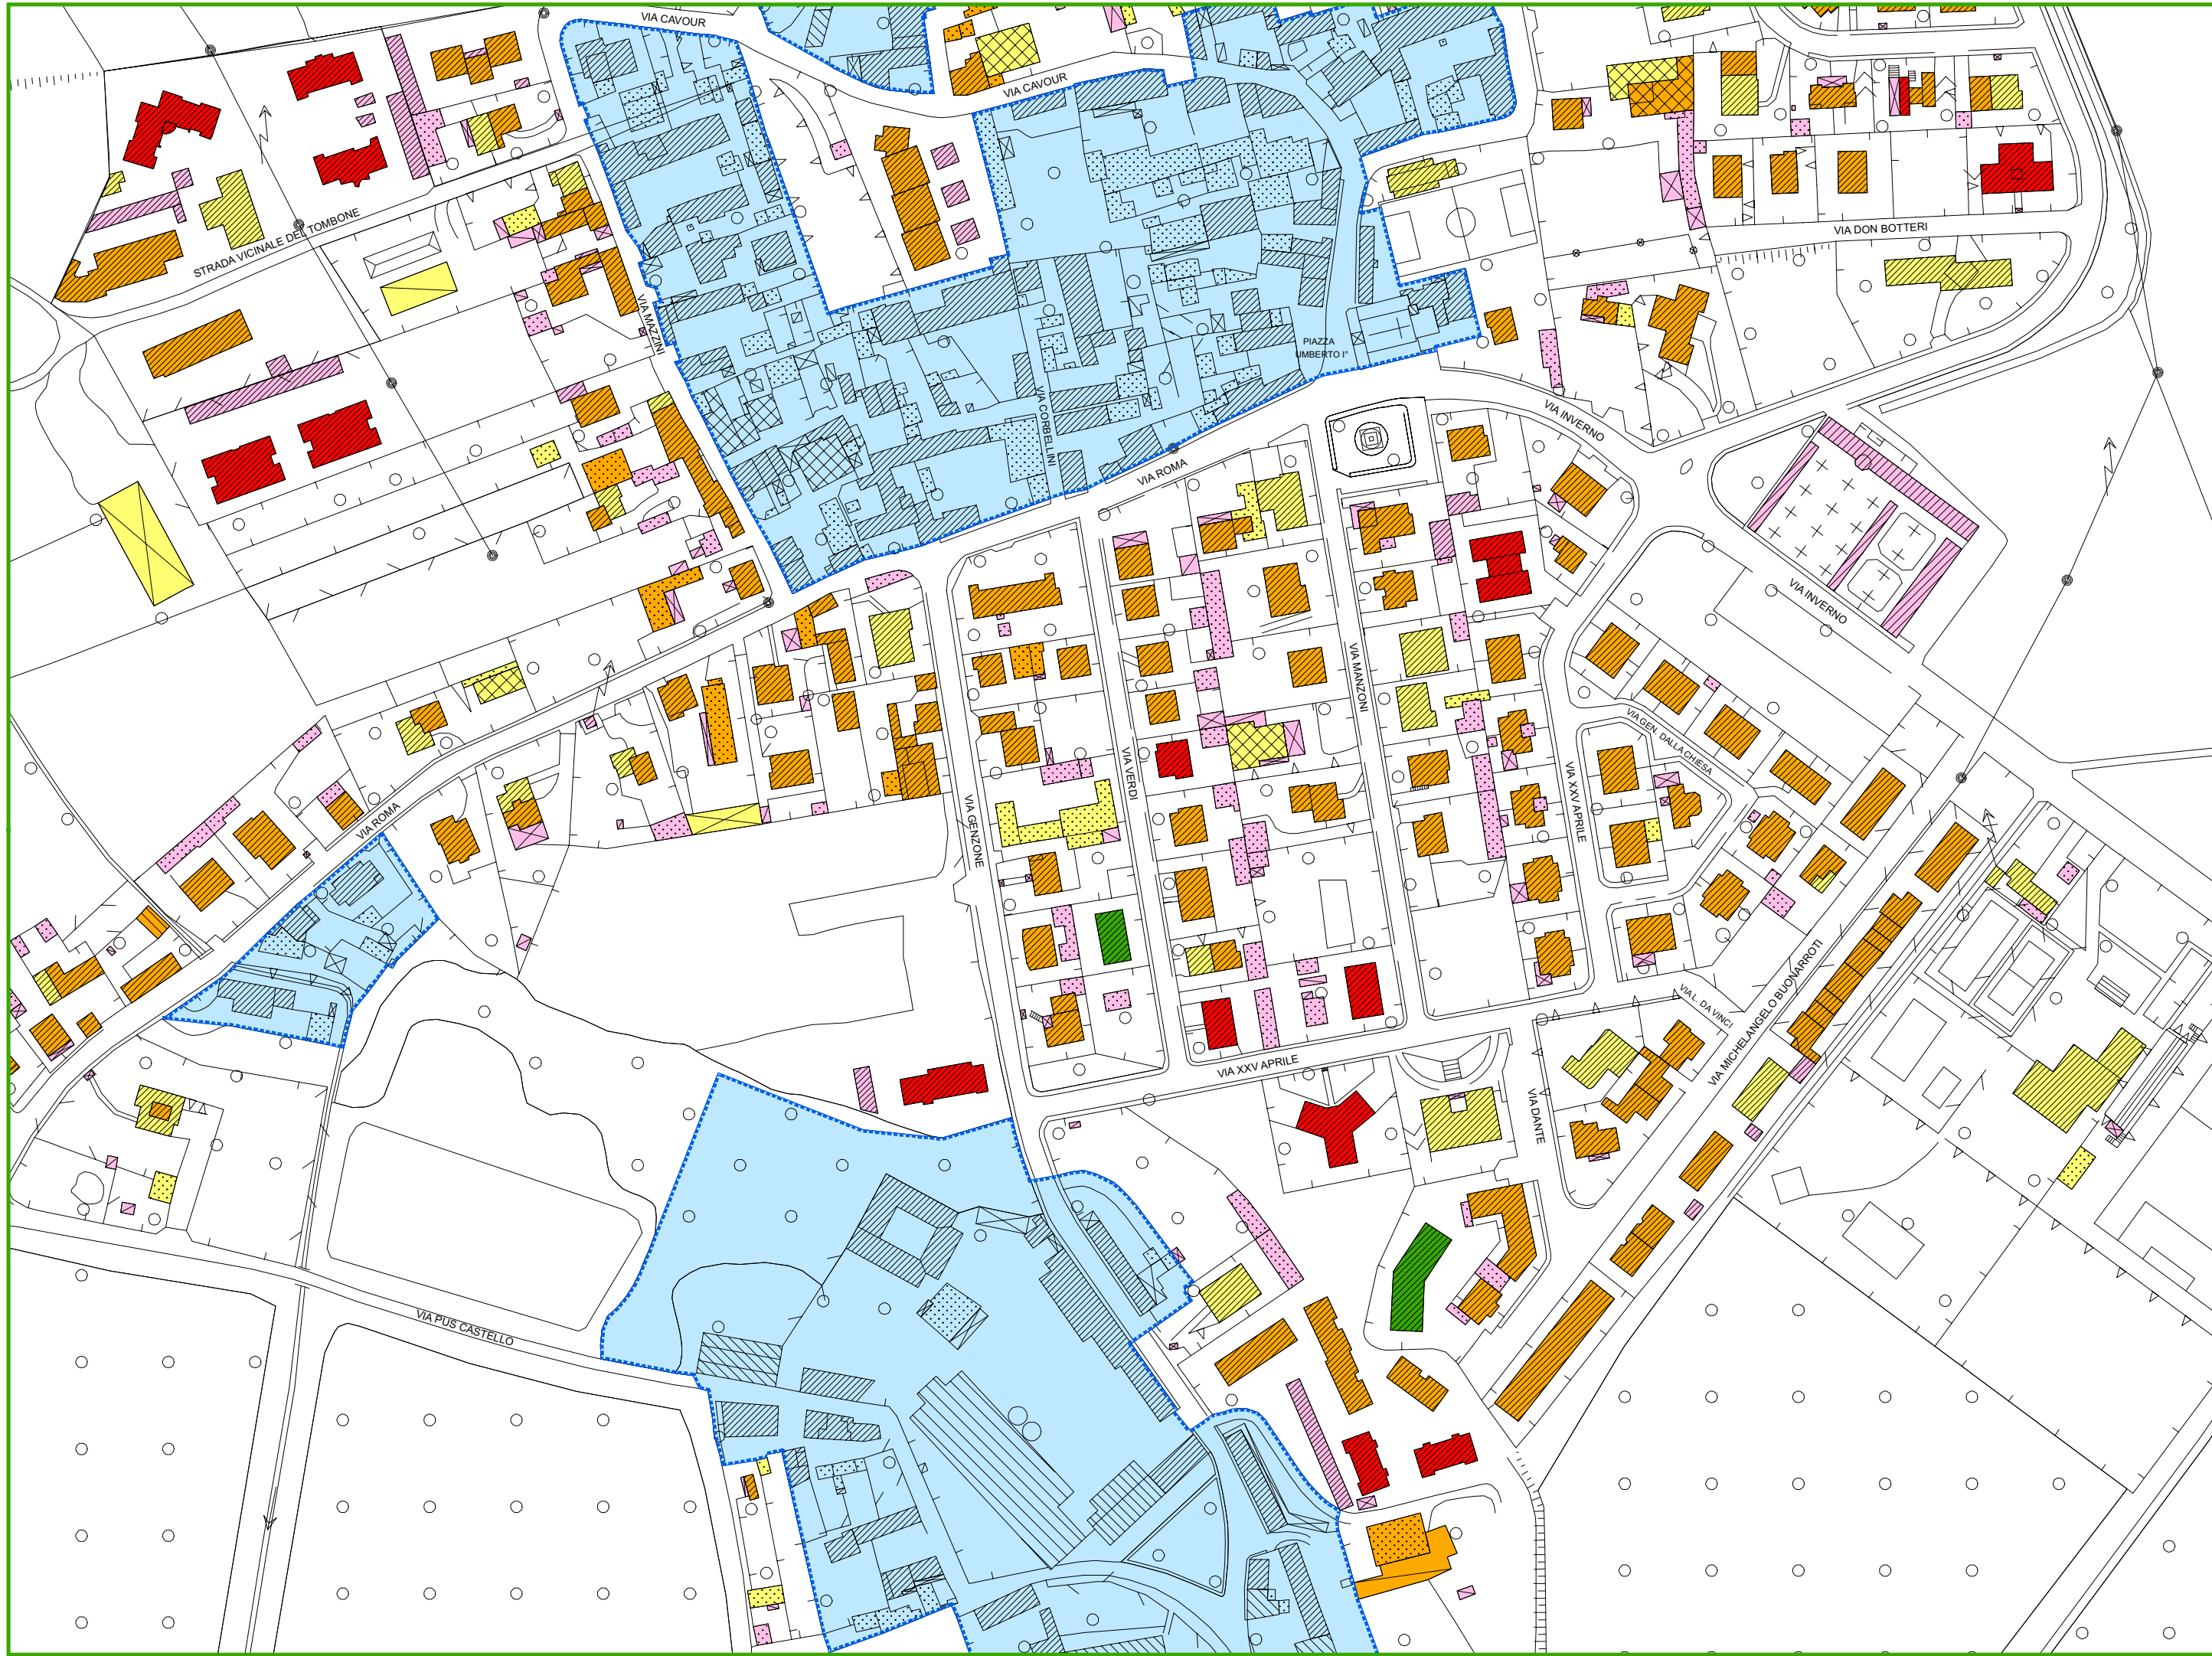 VIA CAVOUR
VIA CAVOUR
STRADA VICINALE DEL TOMBONE
VIA DON BOTTERI
VIA MAZZINI
PIAZZA
UMBERTO I°
VIA CORBELLINI
VIA INVERNO
VIA ROMA
VIA INVERNO
VIA MANZONI
VIA GEN. DALLA CHIESA
VIA VERDI
VIA XXV APRILE
VIA GENZONE
VIA ROMA
VIA L. DA VINCI
VIA MICHELANGELO BUONARROTI
VIA XXV APRILE
VIA DANTE
VIA PUS CASTELLO